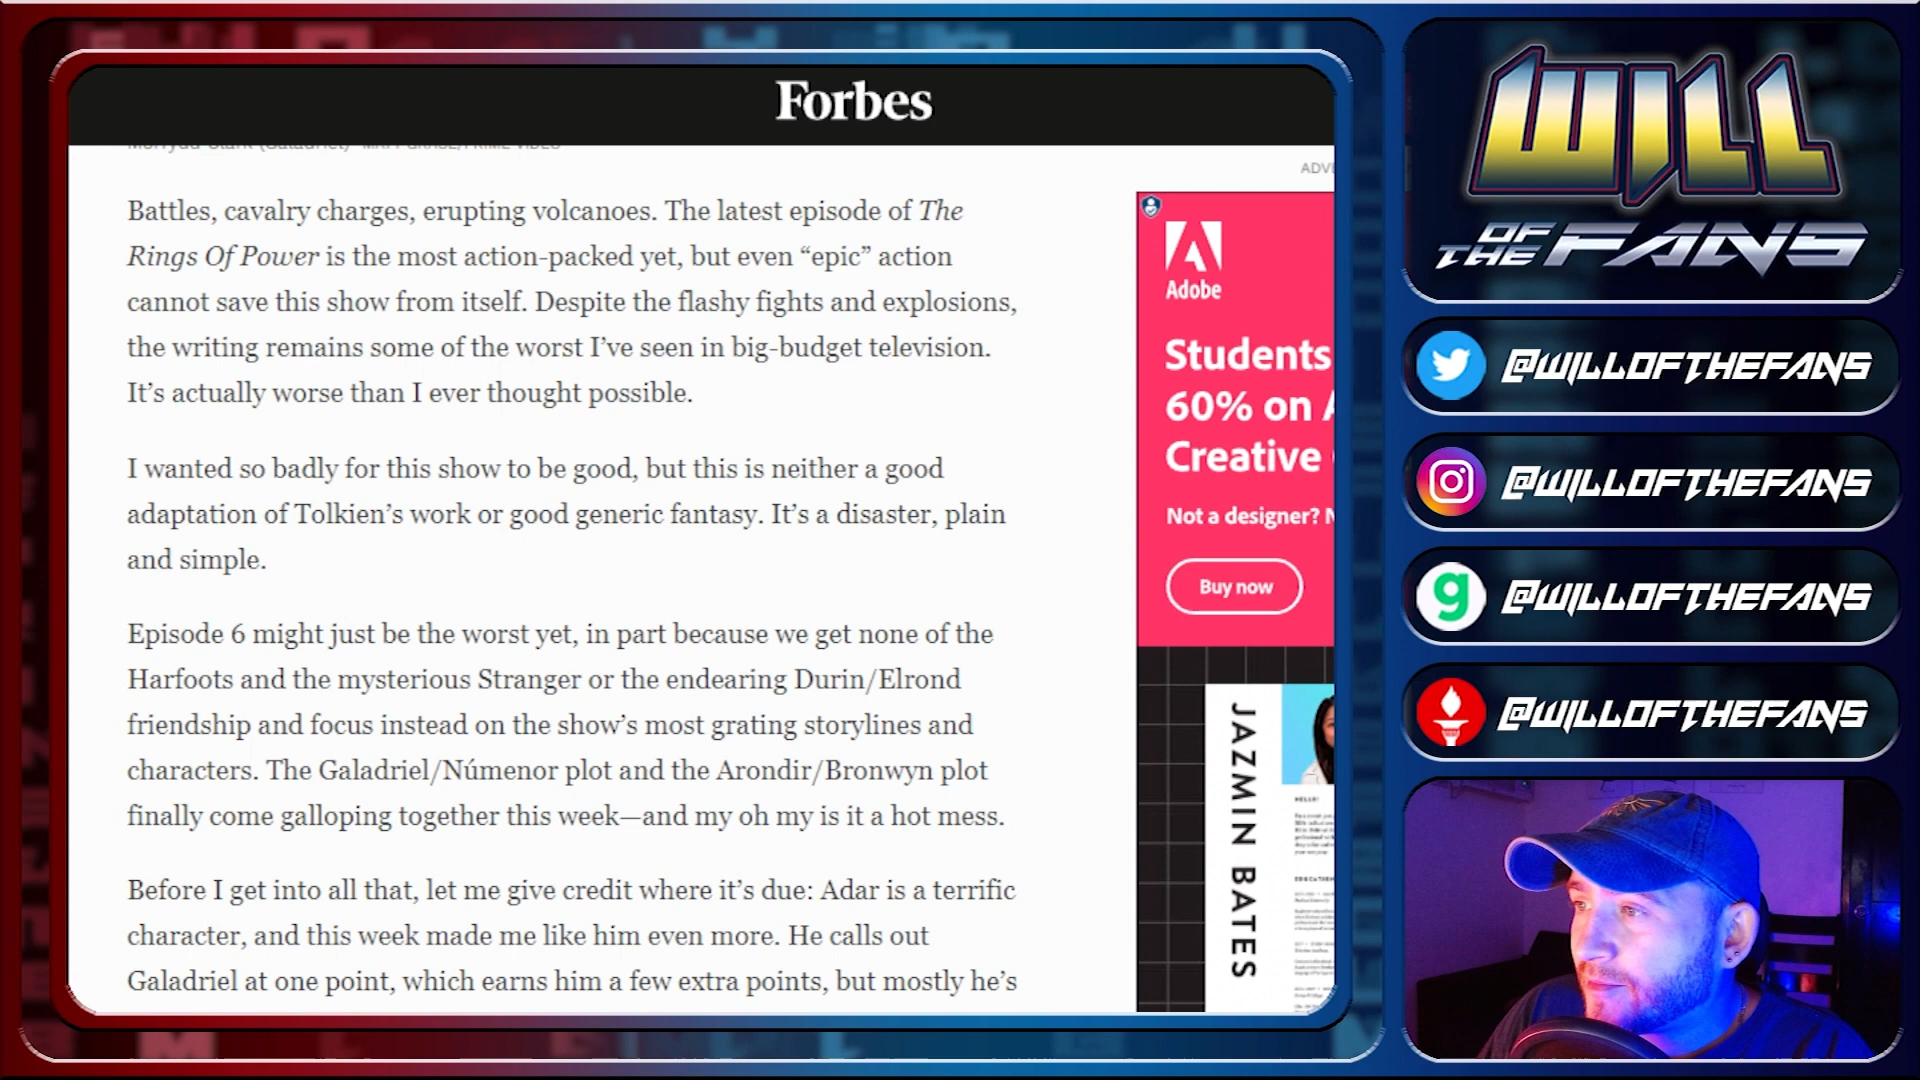 Forbes
Battles, cavalry charges, erupting volcanoes. The latest episode of The
Rings Of Power is the most action-packed yet, but even “epic” action
cannot save this show from itself. Despite the flashy fights and explosions,
the writing remains some of the worst I’ve seen in big-budget television.
It’s actually worse than I ever thought possible.
I wanted so badly for this show to be good, but this is neither a good
adaptation of Tolkien’s work or good generic fantasy. It’s a disaster, plain
and simple.
Episode 6 might just be the worst yet, in part because we get none of the
Harfoots and the mysterious Stranger or the endearing Durin/Elrond
friendship and focus instead on the show’s most grating storylines and
characters. The Galadriel/Númenor plot and the Arondir/Bronwyn plot
finally come galloping together this week—and my oh my is it a hot mess.
Before I get into all that, let me give credit where it’s due: Adar is a terrific
character, and this week made me like him even more. He calls out
Galadriel at one point, which earns him a few extra points, but mostly he’s
ADVE
Adobe
Students
60% on A
Creative
Not a designer? N
Buy now
JAZMIN BATES
HELLO!
WILL
OF THE FANS
@WILLOFTHEFANS
@WILLOFTHEFANS
@WILLOFTHEFANS
@WILLOFTHEFANS